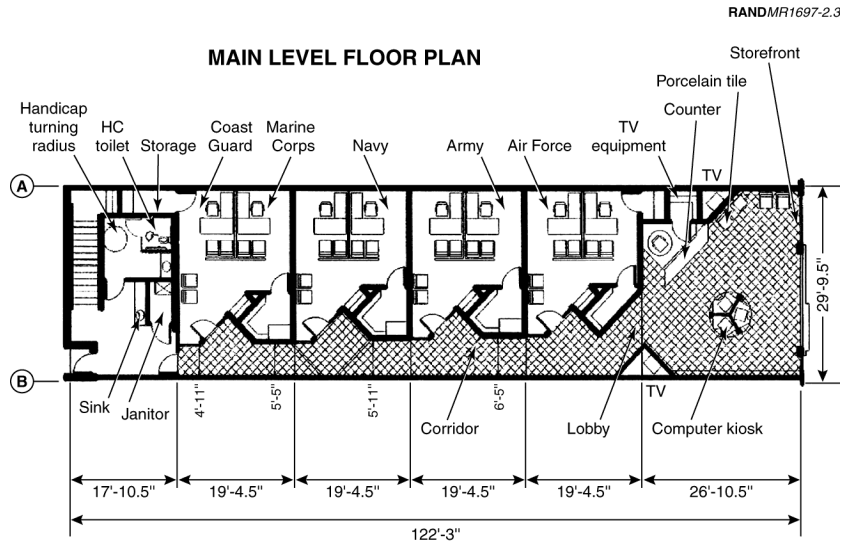 RANDMR1697-2.3
MAIN LEVEL FLOOR PLAN
Storefront
Porcelain tile
Counter
Handicap
turning
radius
HC
toilet
Storage
Coast
Guard
Marine
Corps
Navy
Army
Air Force
TV
equipment
TV
A
B
29'-9.5"
Sink
Janitor
4'-11"
5'-5"
5'-11"
6'-5"
Corridor
Lobby
TV
Computer kiosk
17'-10.5"
19'-4.5"
19'-4.5"
19'-4.5"
19'-4.5"
26'-10.5"
122'-3"